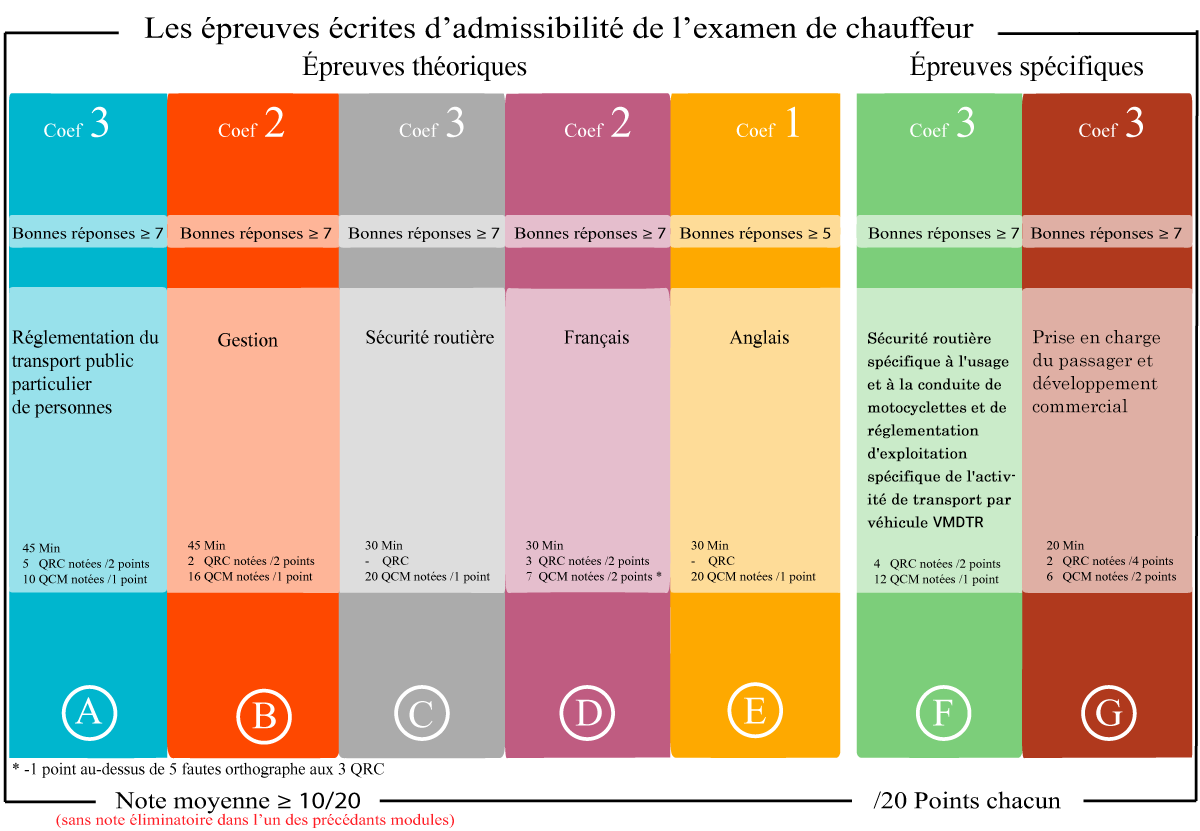 Les épreuves écrites d’admissibilité de l’examen de chauffeur
Épreuves théoriques
Épreuves spécifiques
Coef 3
Bonnes réponses ≥ 7
Réglementation du
transport public
particulier
de personnes
45 Min
5 QRC notées /2 points
10 QCM notées /1 point
A
Coef 2
Bonnes réponses ≥ 7
Gestion
45 Min
2 QRC notées /2 points
16 QCM notées /1 point
B
Coef 3
Bonnes réponses ≥ 7
Sécurité routière
30 Min
- QRC
20 QCM notées /1 point
C
Coef 2
Bonnes réponses ≥ 7
Français
30 Min
3 QRC notées /2 points
7 QCM notées /2 points *
D
Coef 1
Bonnes réponses ≥ 5
Anglais
30 Min
- QRC
20 QCM notées /1 point
E
Coef 3
Bonnes réponses ≥ 7
Sécurité routière
spécifique à l'usage
et à la conduite de
motocyclettes et de
réglementation
d'exploitation
spécifique de l'activ-
ité de transport par
véhicule VMDTR
4 QRC notées /2 points
12 QCM notées /1 point
F
Coef 3
Bonnes réponses ≥ 7
Prise en charge
du passager et
développement
commercial
20 Min
2 QRC notées /4 points
6 QCM notées /2 points
G
* -1 point au-dessus de 5 fautes orthographe aux 3 QRC
Note moyenne ≥ 10/20
/20 Points chacun
(sans note éliminatoire dans l’un des précédants modules)